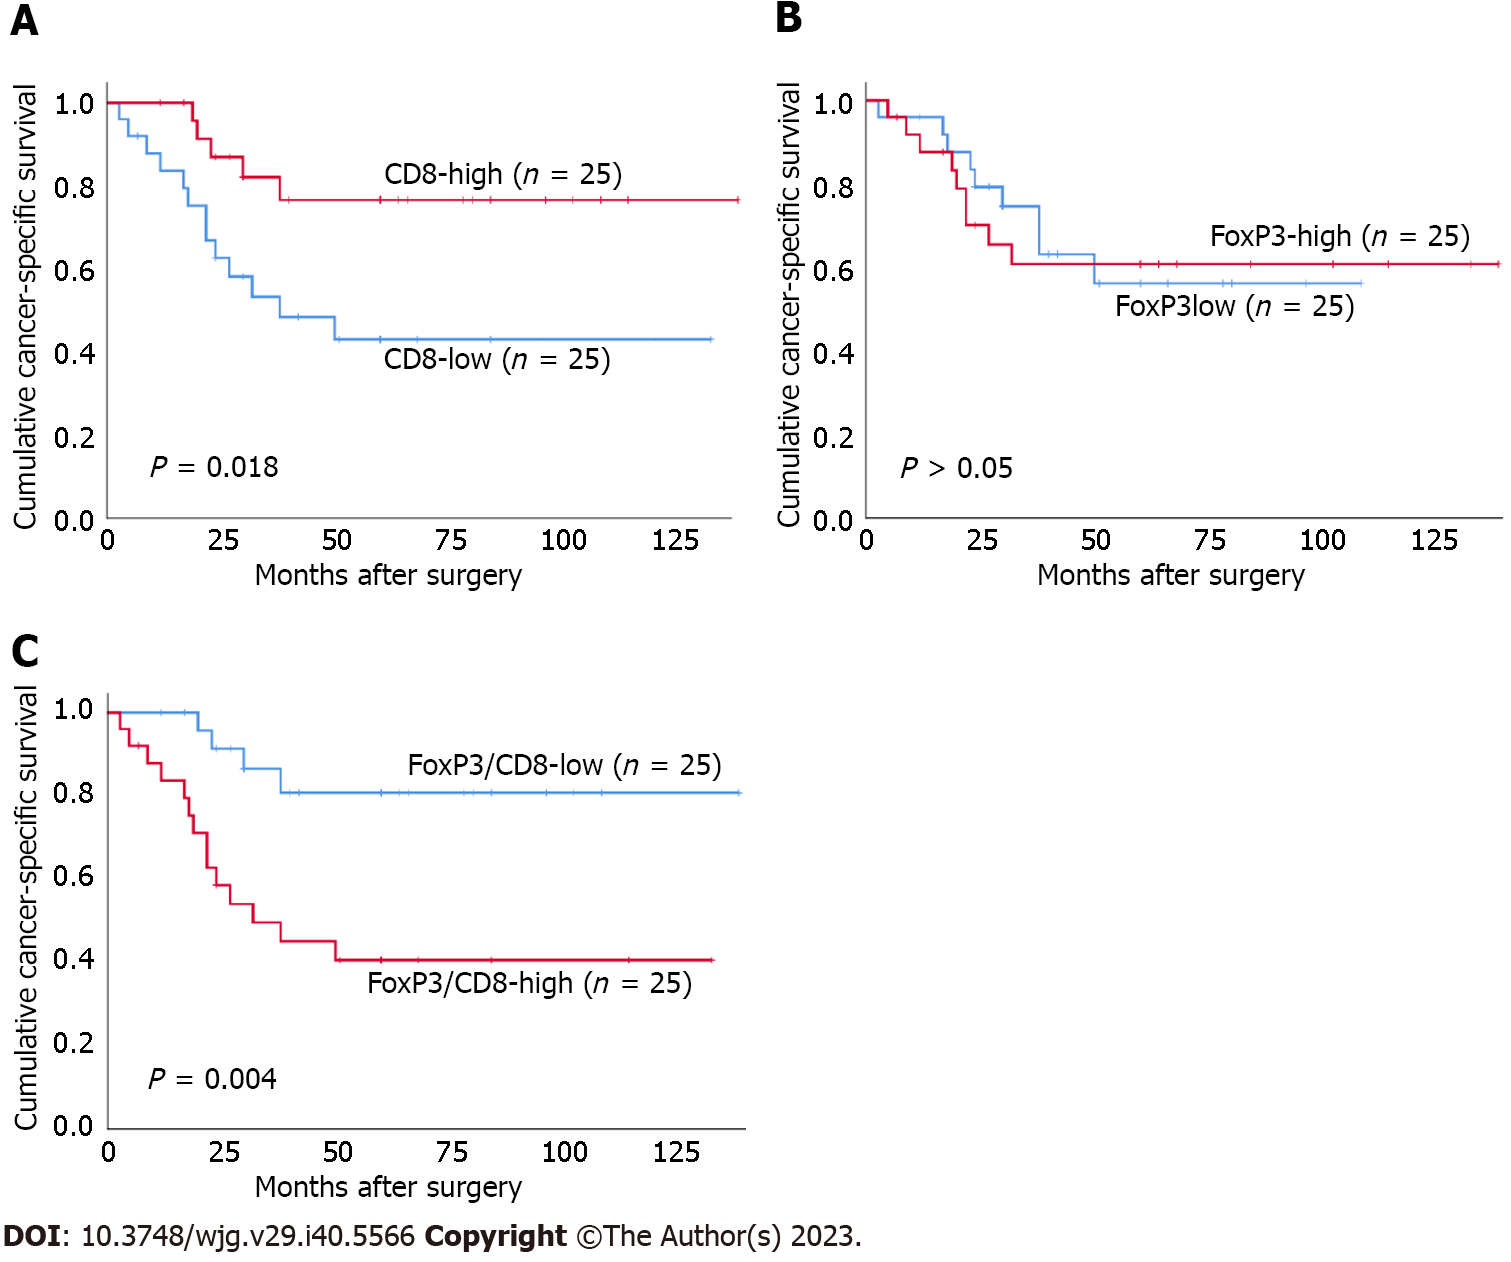 A
Cumulative cancer-specific survival
1.0
0.8
0.6
0.4
0.2
0.0
CD8-high (n = 25)
CD8-low (n = 25)
P = 0.018
0 25 50 75 100 125
Months after surgery
B
Cumulative cancer-specific survival
1.0
0.8
0.6
0.4
0.2
0.0
FoxP3-high (n = 25)
FoxP3low (n = 25)
P > 0.05
0 25 50 75 100 125
Months after surgery
C
Cumulative cancer-specific survival
1.0
0.8
0.6
0.4
0.2
0.0
FoxP3/CD8-low (n = 25)
FoxP3/CD8-high (n = 25)
P = 0.004
0 25 50 75 100 125
Months after surgery
DOI: 10.3748/wjg.v29.i40.5566 Copyright ©The Author(s) 2023.